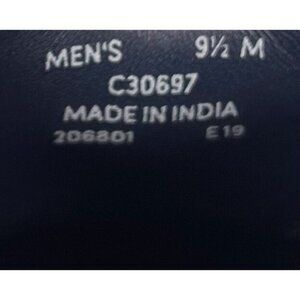 MEN'S 9½ M
C30697
MADE IN INDIA
206801 E19